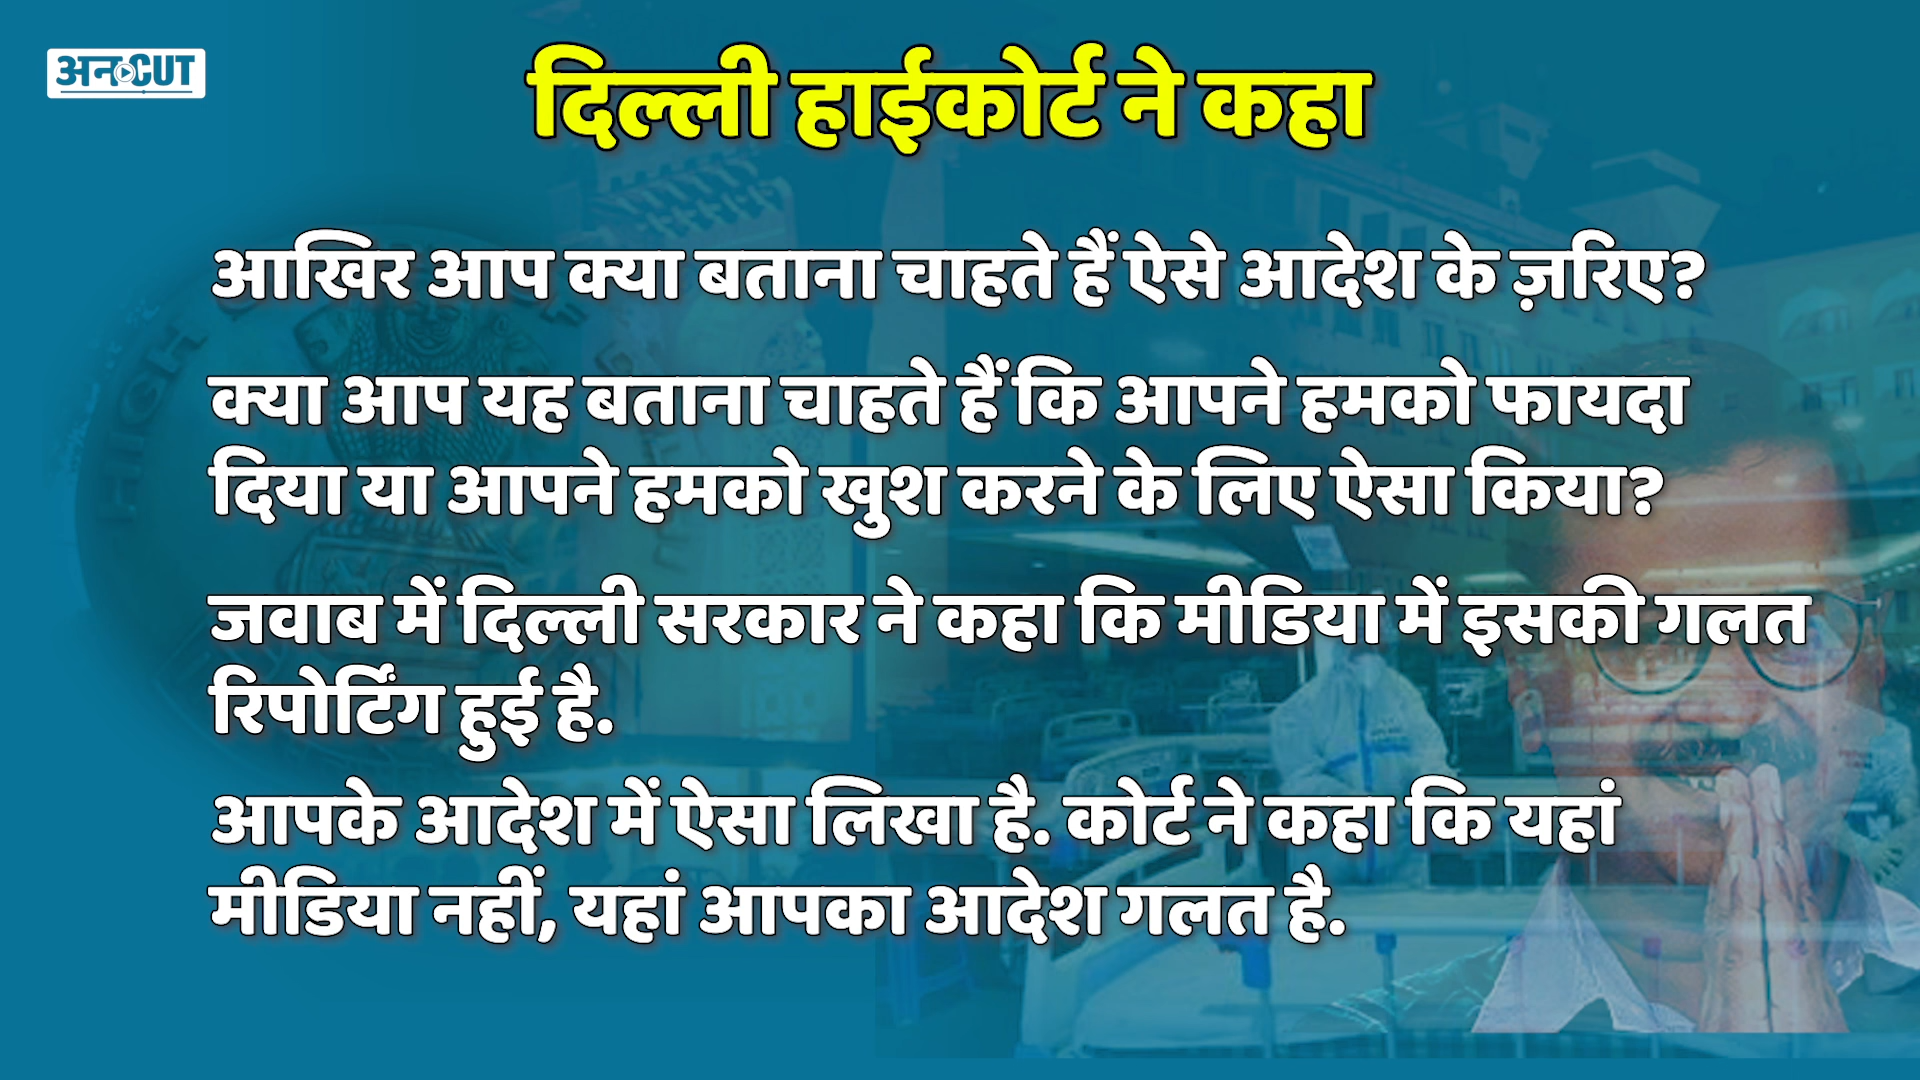 अनCUT
दिल्ली हाईकोर्ट ने कहा
आखिर आप क्या बताना चाहते हैं ऐसे आदेश के ज़रिए?
क्या आप यह बताना चाहते हैं कि आपने हमको फायदा
दिया या आपने हमको खुश करने के लिए ऐसा किया?
जवाब में दिल्ली सरकार ने कहा कि मीडिया में इसकी गलत
रिपोर्टिंग हुई है.
आपके आदेश में ऐसा लिखा है. कोर्ट ने कहा कि यहां
मीडिया नहीं, यहां आपका आदेश गलत है.
HIGH